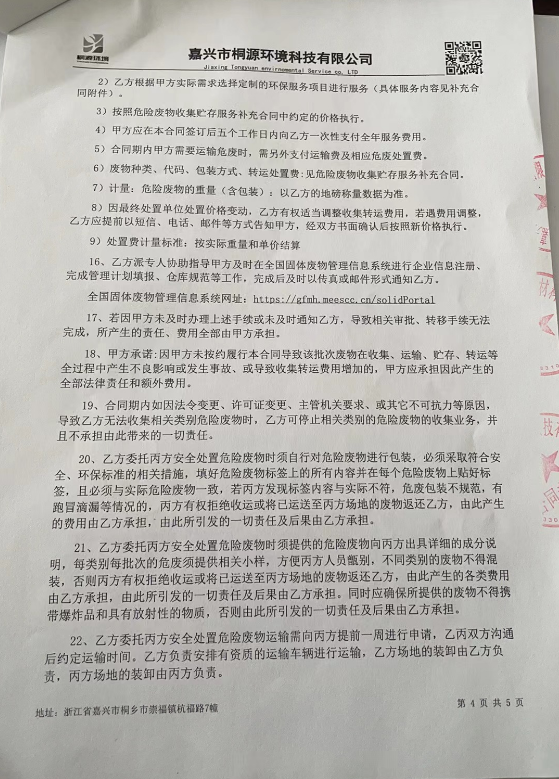 桐源环境
嘉兴市桐源环境科技有限公司
Jiaxing Tongyuan environmental Service co. LTD
2）乙方根据甲方实际需求选择定制的环保服务项目进行服务（具体服务内容见补充合
同附件）。
3）按照危险废物收集贮存服务补充合同中约定的价格执行。
4）甲方应在本合同签订后五个工作日内向乙方一次性支付全年服务费用。
5）合同期内甲方需要运输危废时，需另外支付运输费及相应危废处置费。
6）废物种类、代码、包装方式、转运处置费:见危险废物收集贮存服务补充合同。
7）计量：危险废物的重量（含包装）：以乙方的地磅称量数据为准。
8）因最终处置单位处置价格变动，乙方有权适当调整收集转运费用，若遇费用调整，
乙方应提前以短信、电话、邮件等方式告知甲方，经双方书面确认后按照新价格执行。
9）处置费计量标准：按实际重量和单价结算
16、乙方派专人协助指导甲方及时在全国固体废物管理信息系统进行企业信息注册、
完成管理计划填报、仓库规范等工作，完成后及时以传真或邮件形式通知乙方。
全国固体废物管理信息系统网址：https://gfmh.meescc.cn/solidPortal
17、若因甲方未及时办理上述手续或未及时通知乙方，导致相关审批、转移手续无法
完成，所产生的责任、费用全部由甲方承担。
18、甲方承诺:因甲方未按约履行本合同导致该批次废物在收集、运输、贮存、转运等
全过程中产生不良影响或发生事故、或导致收集转运费用增加的，甲方应承担因此产生的
全部法律责任和额外费用。
19、合同期内如因法令变更、许可证变更、主管机关要求、或其它不可抗力等原因，
导致乙方无法收集相关类别危险废物时，乙方可停止相关类别的危险废物的收集业务，并
且不承担由此带来的一切责任。
20、乙方委托丙方安全处置危险废物时须自行对危险废物进行包装，必须采取符合安
全、环保标准的相关措施，填好危险废物标签上的所有内容并在每个危险废物上贴好标
签，且必须与实际危险废物一致，若丙方发现标签内容与实际不符，危废包装不规范，有
跑冒滴漏等情况的，丙方有权拒绝收运或将已运送至丙方场地的废物返还乙方，由此产生
的费用由乙方承担，由此所引发的一切责任及后果由乙方承担。
21、乙方委托丙方安全处置危险废物时须提供的危险废物向丙方出具详细的成分说
明，每类别每批次的危废须提供相关小样，方便丙方人员甄别，不同类别的废物不得混
装，否则丙方有权拒绝收运或将已运送至丙方场地的废物返还乙方，由此产生的各类费用
由乙方承担，由此所引发的一切责任及后果由乙方承担。同时应确保所提供的废物不得携
带爆炸品和具有放射性的物质，否则由此所引发的一切责任及后果由乙方承担。
22、乙方委托丙方安全处置危险废物运输需向丙方提前一周进行申请，乙丙双方沟通
后约定运输时间。乙方负责安排有资质的运输车辆进行运输，乙方场地的装卸由乙方负
责，丙方场地的装卸由丙方负责。
地址：浙江省嘉兴市桐乡市崇福镇杭福路7幢
第 4 页 共 5 页